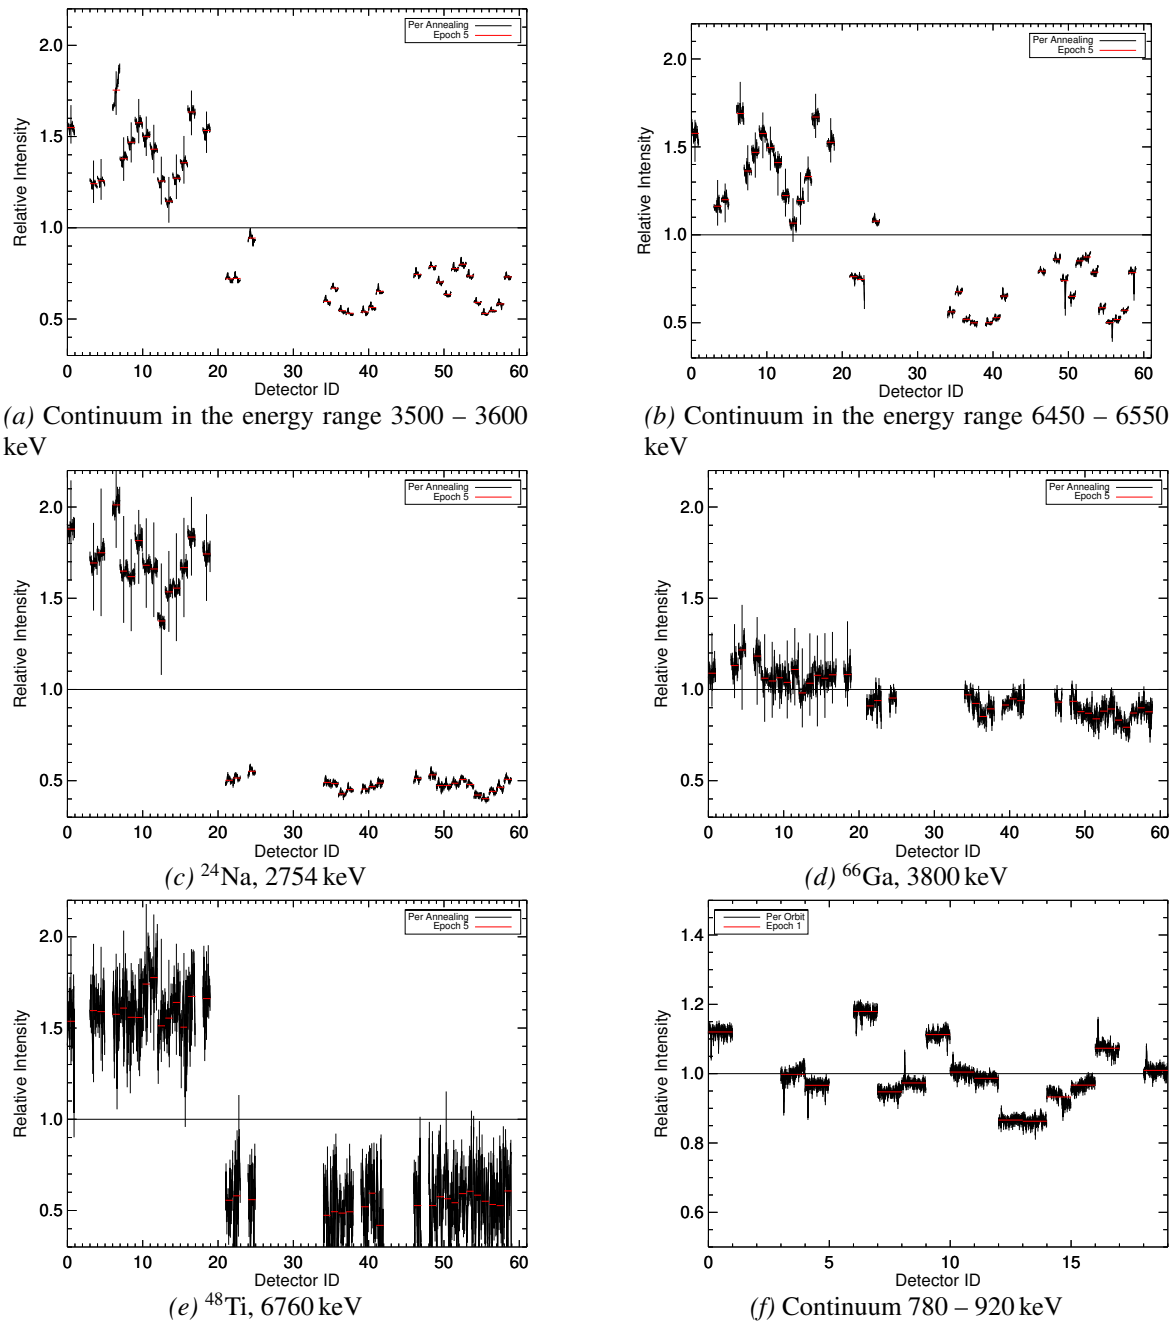 Per Annealing
Epoch 5
Relative Intensity
2.0
1.5
1.0
0.5
0 10 20 30 40 50 60
Detector ID
(a) Continuum in the energy range 3500 – 3600
keV
Per Annealing
Epoch 5
Relative Intensity
2.0
1.5
1.0
0.5
0 10 20 30 40 50 60
Detector ID
(b) Continuum in the energy range 6450 – 6550
keV
Per Annealing
Epoch 5
Relative Intensity
2.0
1.5
1.0
0.5
0 10 20 30 40 50 60
Detector ID
(c) ²⁴Na, 2754 keV
Per Annealing
Epoch 5
Relative Intensity
2.0
1.5
1.0
0.5
0 10 20 30 40 50 60
Detector ID
(d) ⁶⁶Ga, 3800 keV
Per Annealing
Epoch 5
Relative Intensity
2.0
1.5
1.0
0.5
0 10 20 30 40 50 60
Detector ID
(e) ⁴⁸Ti, 6760 keV
Per Orbit
Epoch 1
Relative Intensity
1.4
1.2
1.0
0.8
0.6
0 5 10 15
Detector ID
(f) Continuum 780 – 920 keV